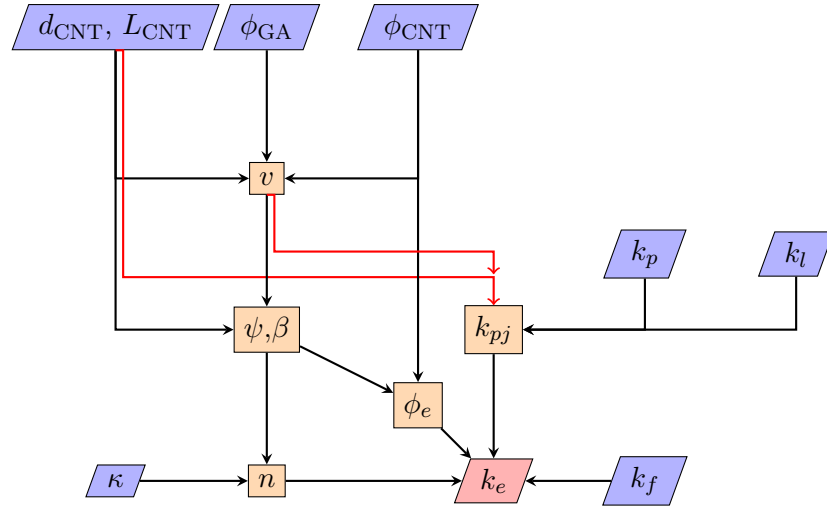 d_CNT, L_CNT
ϕ_GA
ϕ_CNT
v
k_p
k_l
ψ,β
k_pj
ϕ_e
κ
n
k_e
k_f